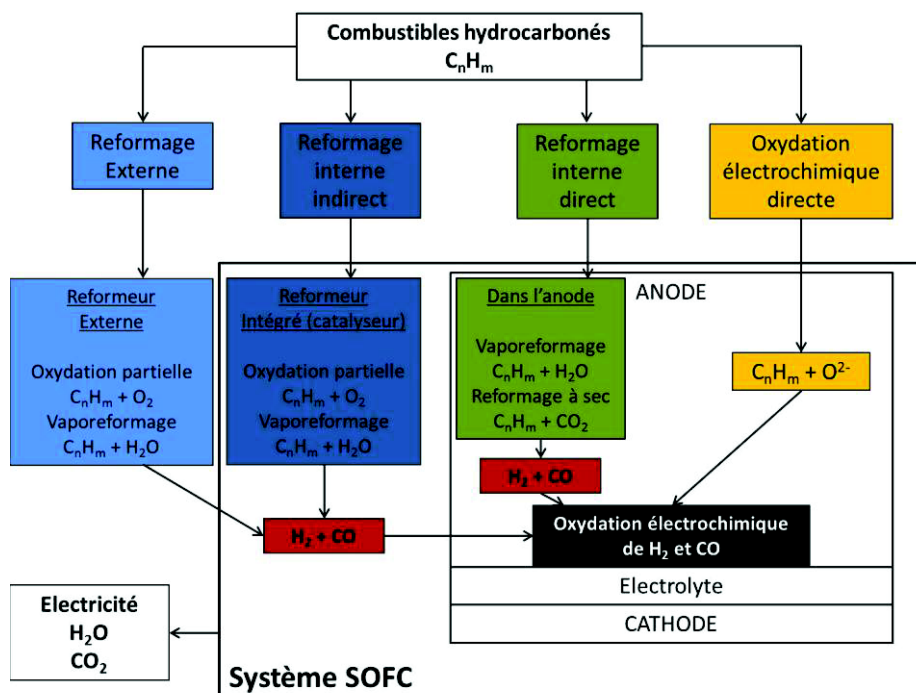 Combustibles hydrocarbonés
CₙHₘ
Reformage
Externe
Reformage
interne
indirect
Reformage
interne
direct
Oxydation
électrochimique
directe
Reformeur
Externe
Oxydation partielle
CₙHₘ + O₂
Vaporeformage
CₙHₘ + H₂O
Reformeur
Intégré (catalyseur)
Oxydation partielle
CₙHₘ + O₂
Vaporeformage
CₙHₘ + H₂O
Dans l'anode
Vaporeformage
CₙHₘ + H₂O
Reformage à sec
CₙHₘ + CO₂
ANODE
CₙHₘ + O²⁻
H₂ + CO
H₂ + CO
Oxydation électrochimique
de H₂ et CO
Electrolyte
CATHODE
Electricité
H₂O
CO₂
Système SOFC